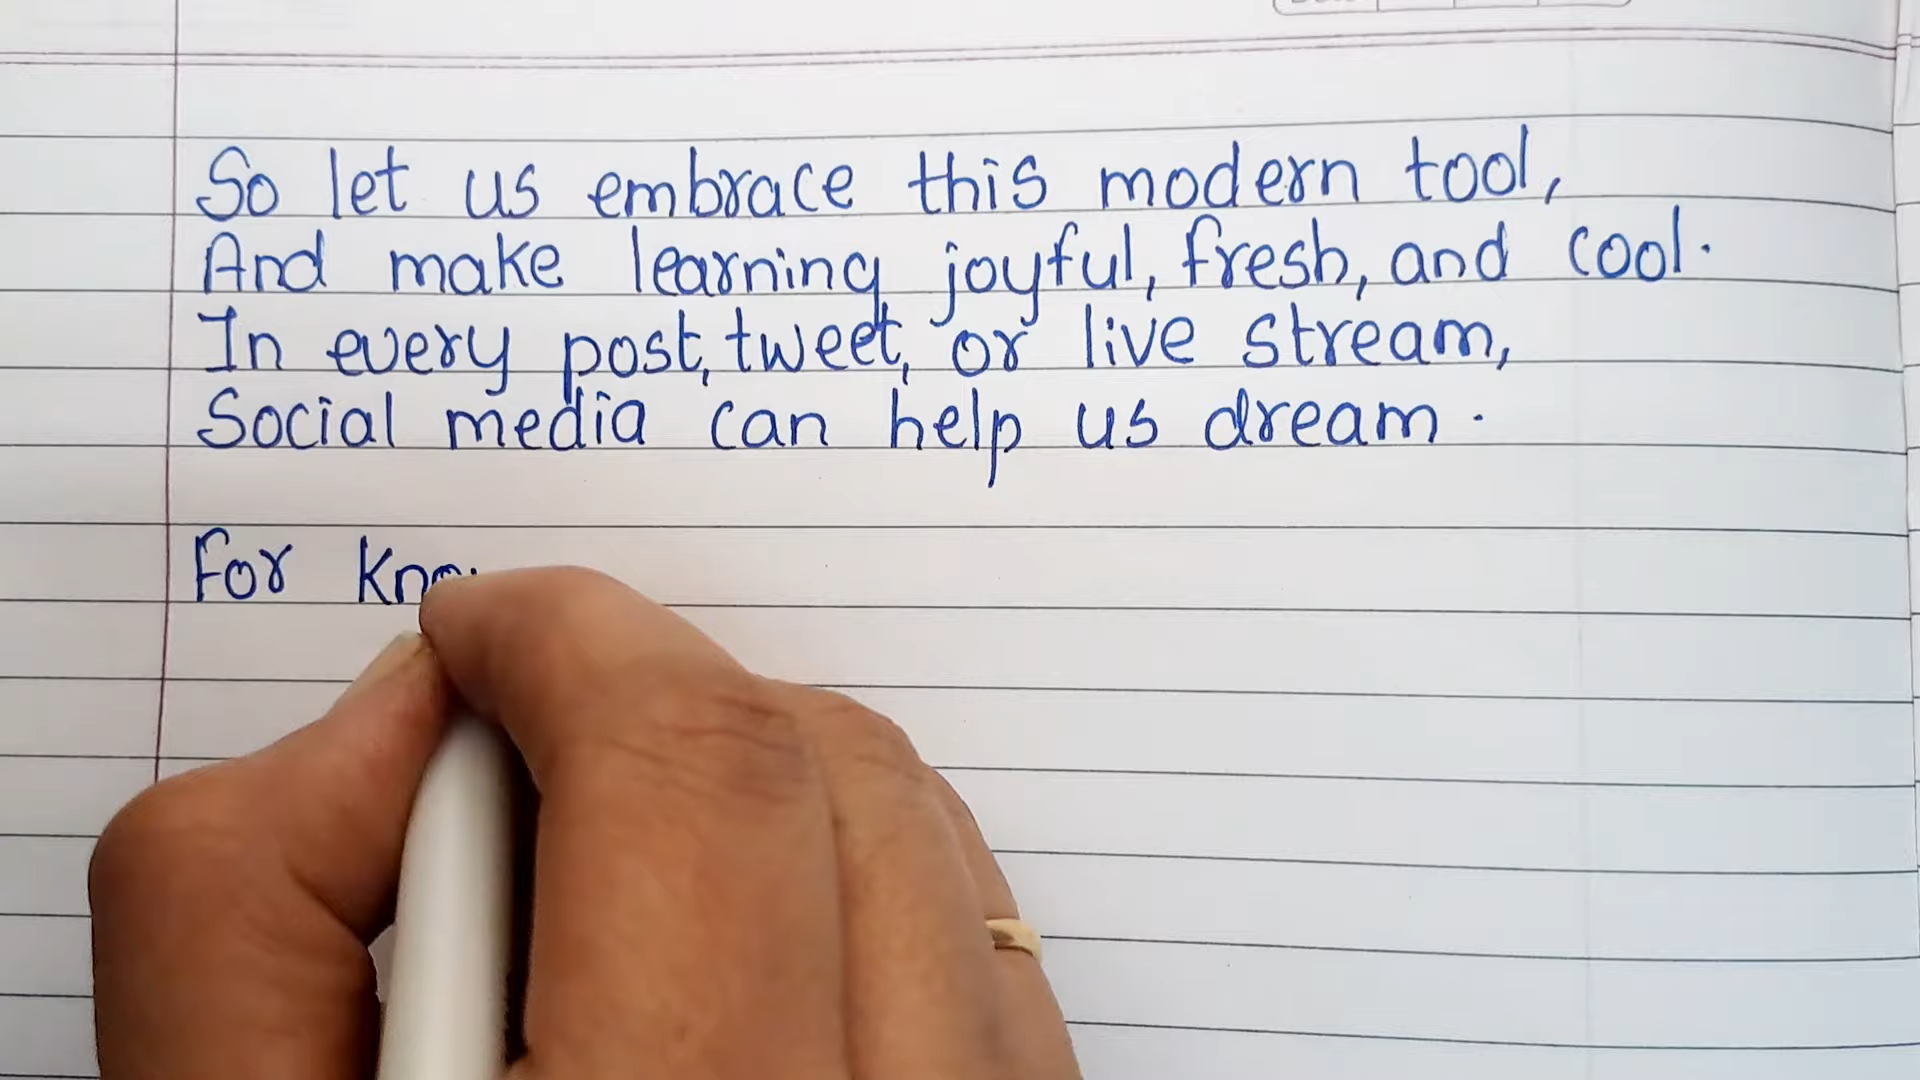 So let us embrace this modern tool,
And make learning joyful, fresh, and cool.
In every post, tweet, or live stream,
Social media can help us dream.
For